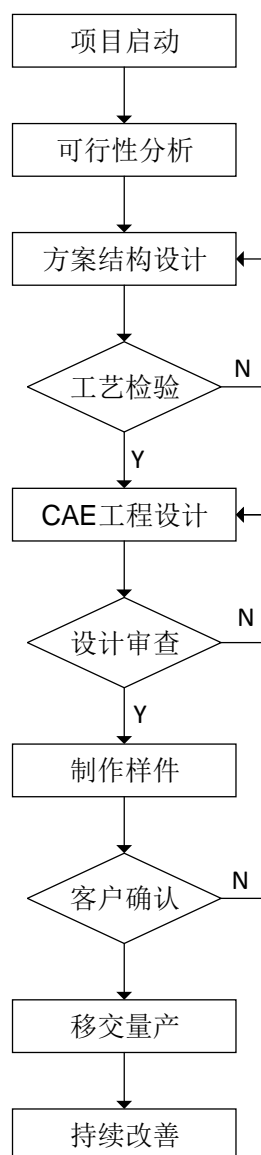 项目启动
可行性分析
方案结构设计
工艺检验
N
Y
CAE工程设计
设计审查
N
Y
制作样件
客户确认
N
移交量产
持续改善